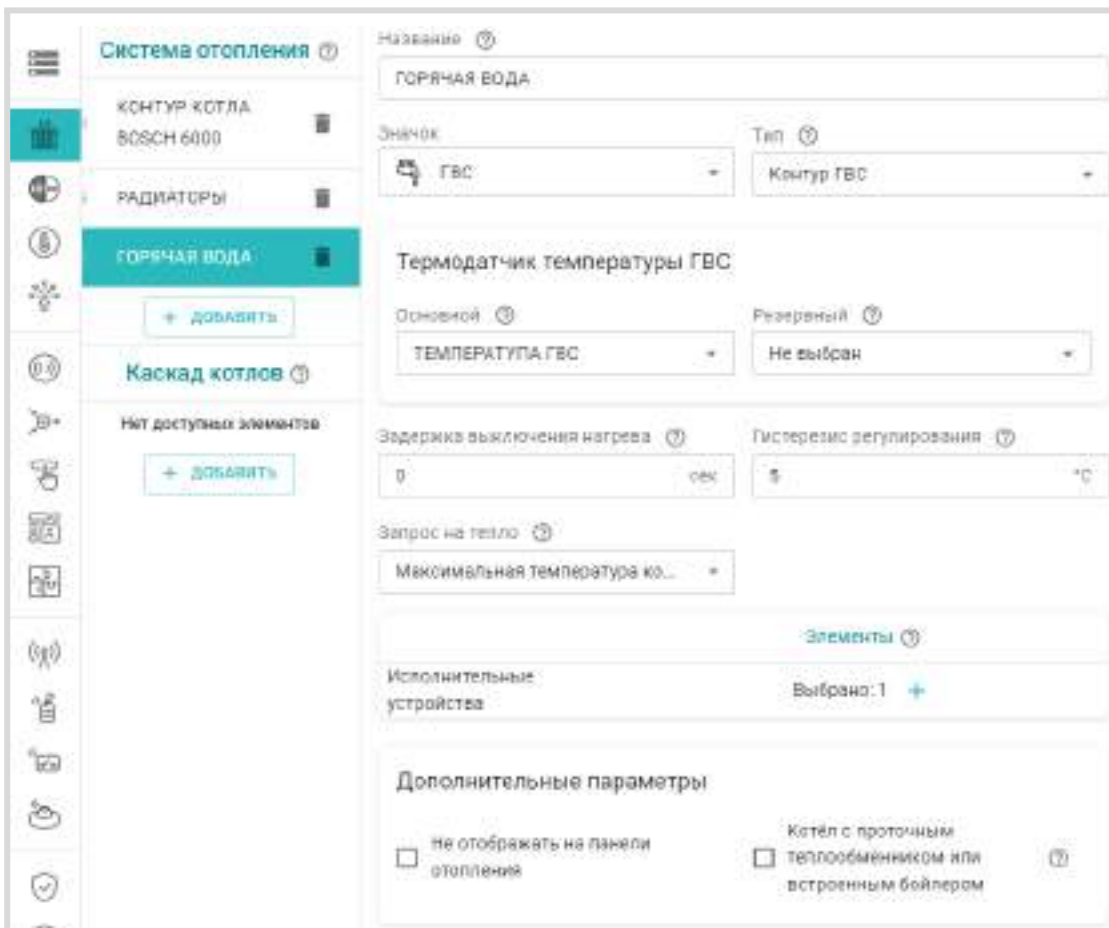 Система отопления
КОНТУР КОТЛА
BOSCH 6000
РАДИАТОРЫ
ГОРЯЧАЯ ВОДА
+ ДОБАВИТЬ
Каскад котлов
Нет доступных элементов
+ ДОБАВИТЬ
Название
ГОРЯЧАЯ ВОДА
Значок
ГВС
Тип
Контур ГВС
Термодатчик температуры ГВС
Основной
ТЕМПЕРАТУПА ГВС
Резервный
Не выбран
Задержка выключения нагрева
0 сек
Гистерезис регулирования
5 °C
Запрос на тепло
Максимальная температура ко...
Элементы
Исполнительные
устройства
Выбрано: 1 +
Дополнительные параметры
Не отображать на панели
отопления
Котёл с проточным
теплообменником или
встроенным бойлером